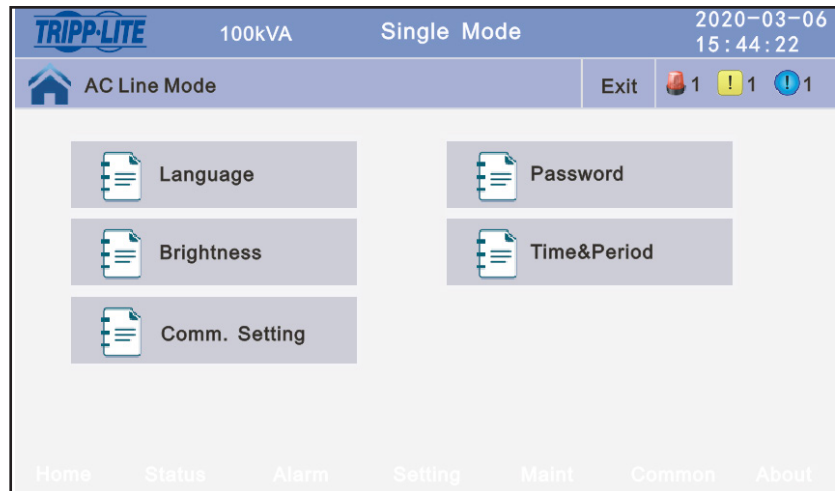 TRIPP·LITE 100kVA Single Mode 2020-03-06
15:44:22
AC Line Mode Exit 1 ! 1 ! 1
Language Password
Brightness Time&Period
Comm. Setting
Home Status Alarm Setting Maint Common About